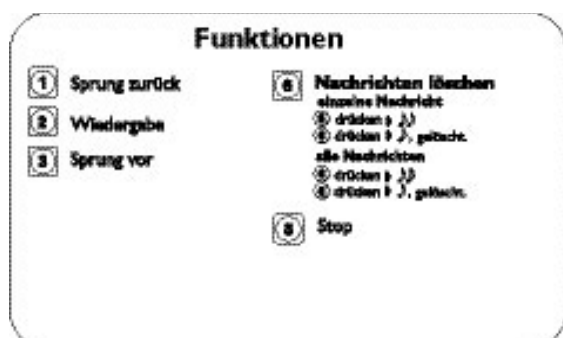 Funktionen
1 Sprung zurück
2 Wiedergabe
3 Sprung vor
6 Nachrichten löschen
einzelne Nachricht
drücken
drücken gelöscht.
alle Nachrichten
drücken
drücken gelöscht.
Stop